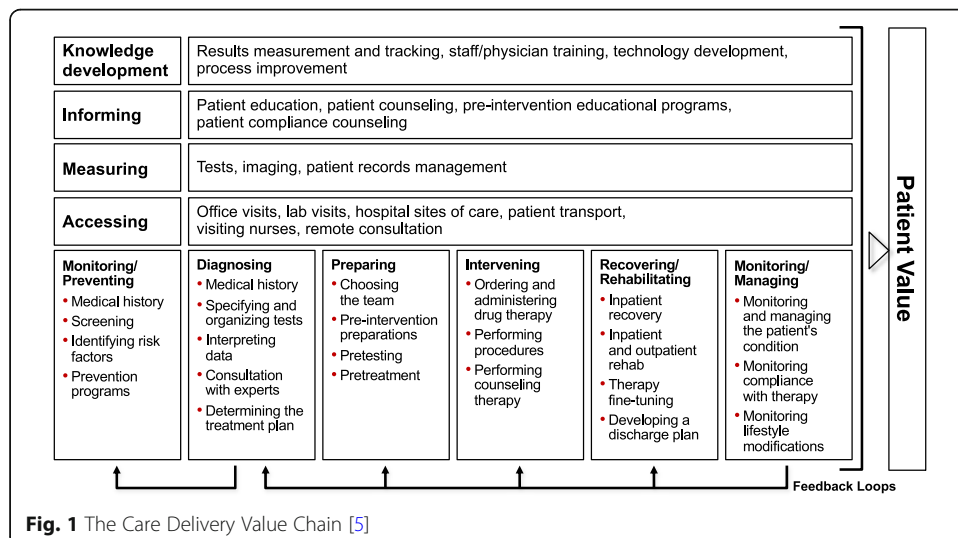 Knowledge
development
Results measurement and tracking, staff/physician training, technology development,
process improvement
Informing
Patient education, patient counseling, pre-intervention educational programs,
patient compliance counseling
Measuring
Tests, imaging, patient records management
Accessing
Office visits, lab visits, hospital sites of care, patient transport,
visiting nurses, remote consultation
Monitoring/
Preventing
• Medical history
• Screening
• Identifying risk
factors
• Prevention
programs
Diagnosing
• Medical history
• Specifying and
organizing tests
• Interpreting
data
• Consultation
with experts
• Determining the
treatment plan
Preparing
• Choosing
the team
• Pre-intervention
preparations
• Pretesting
• Pretreatment
Intervening
• Ordering and
administering
drug therapy
• Performing
procedures
• Performing
counseling
therapy
Recovering/
Rehabilitating
• Inpatient
recovery
• Inpatient
and outpatient
rehab
• Therapy
fine-tuning
• Developing a
discharge plan
Monitoring/
Managing
• Monitoring
and managing
the patient's
condition
• Monitoring
compliance
with therapy
• Monitoring
lifestyle
modifications
Patient Value
Feedback Loops
Fig. 1 The Care Delivery Value Chain [5]